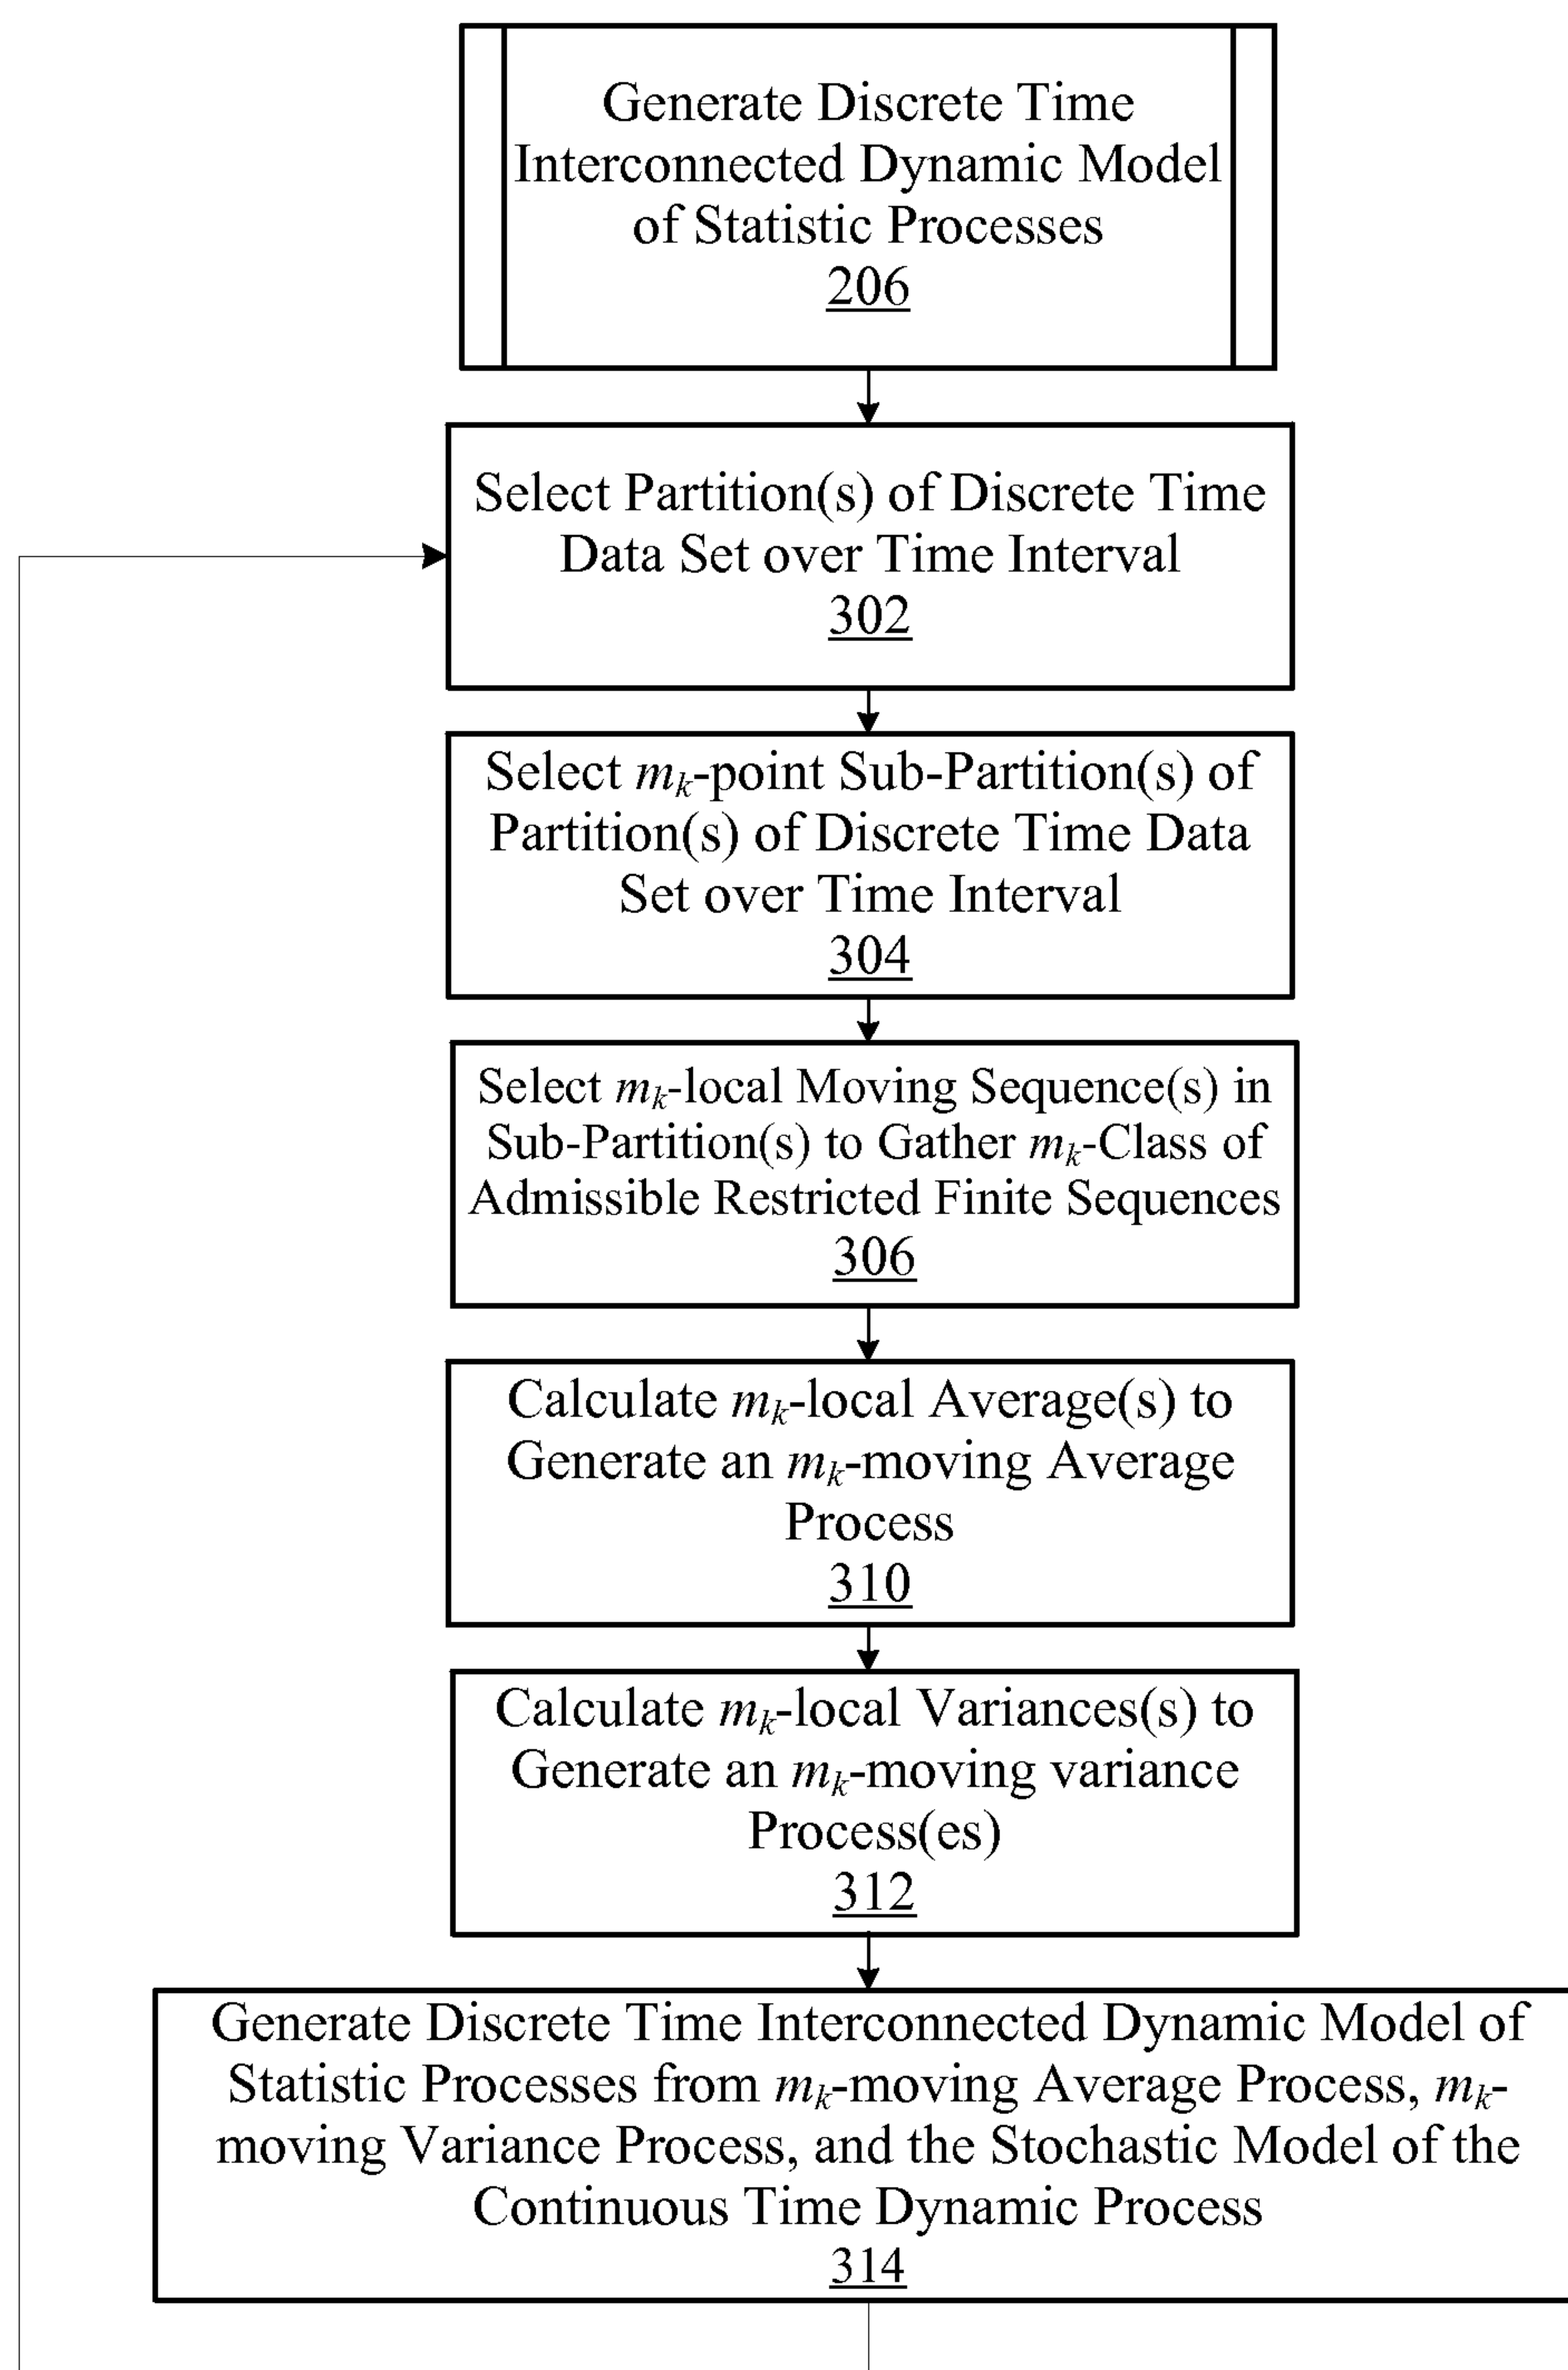 Generate Discrete Time
Interconnected Dynamic Model
of Statistic Processes
206
Select Partition(s) of Discrete Time
Data Set over Time Interval
302
Select mk-point Sub-Partition(s) of
Partition(s) of Discrete Time Data
Set over Time Interval
304
Select mk-local Moving Sequence(s) in
Sub-Partition(s) to Gather mk-Class of
Admissible Restricted Finite Sequences
306
Calculate mk-local Average(s) to
Generate an mk-moving Average
Process
310
Calculate mk-local Variances(s) to
Generate an mk-moving variance
Process(es)
312
Generate Discrete Time Interconnected Dynamic Model of
Statistic Processes from mk-moving Average Process, mk-
moving Variance Process, and the Stochastic Model of the
Continuous Time Dynamic Process
314